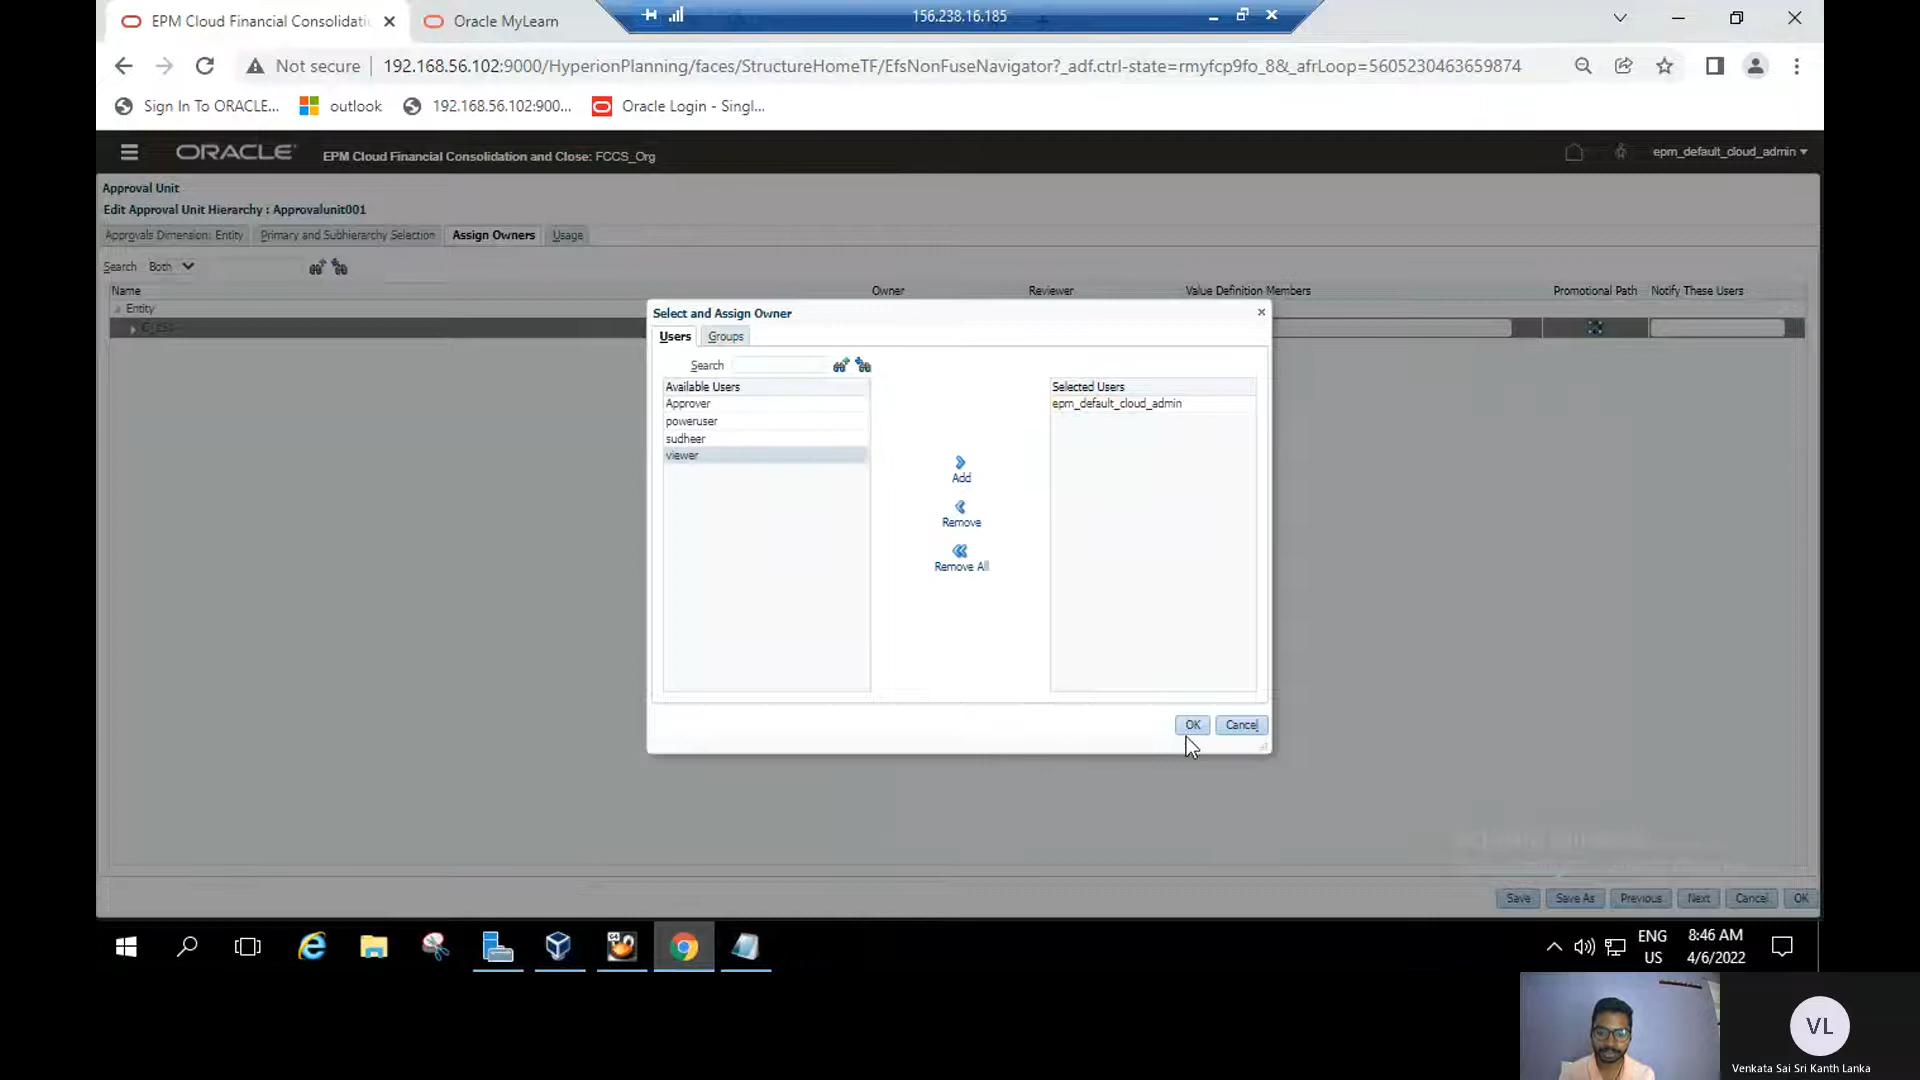 EPM Cloud Financial Consolidati
Oracle MyLearn
156.238.16.185
Not secure
192.168.56.102:9000/HyperionPlanning/faces/StructureHomeTF/EfsNonFuseNavigator?_adf.ctrl-state=rmyfcp9fo_8&_afrLoop=5605230463659874
Sign In To ORACLE...
outlook
192.168.56.102:900...
Oracle Login - Singl...
ORACLE
EPM Cloud Financial Consolidation and Close: FCCS_Org
epm_default_cloud_admin
Approval Unit
Edit Approval Unit Hierarchy : Approvalunit001
Approvals Dimension: Entity
Primary and Subhierarchy Selection
Assign Owners
Usage
Search
Both
Name
Owner
Reviewer
Value Definition Members
Promotional Path
Notify These Users
Entity
Select and Assign Owner
Users
Groups
Search
Available Users
Approver
poweruser
sudheer
viewer
Add
Remove
Remove All
Selected Users
epm_default_cloud_admin
OK
Cancel
Save
Save As
Previous
Next
Cancel
OK
64
ENG
US
8:46 AM
4/6/2022
VL
Venkata Sai Sri Kanth Lanka